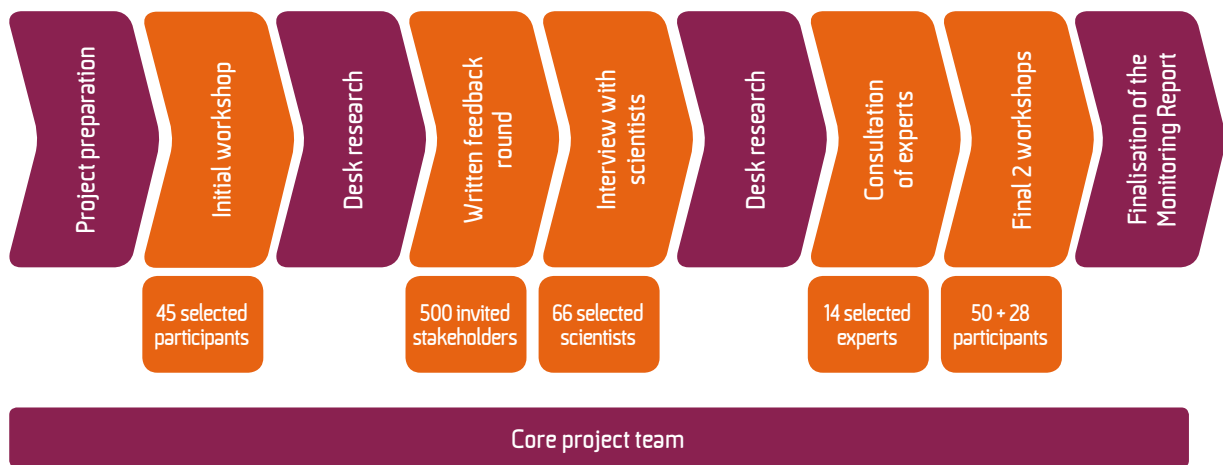 Project preparation
Initial workshop
Desk research
Written feedback
round
Interview with
scientists
Desk research
Consultation
of experts
Final 2 workshops
Finalisation of the
Monitoring Report
45 selected
participants
500 invited
stakeholders
66 selected
scientists
14 selected
experts
50 + 28
participants
Core project team